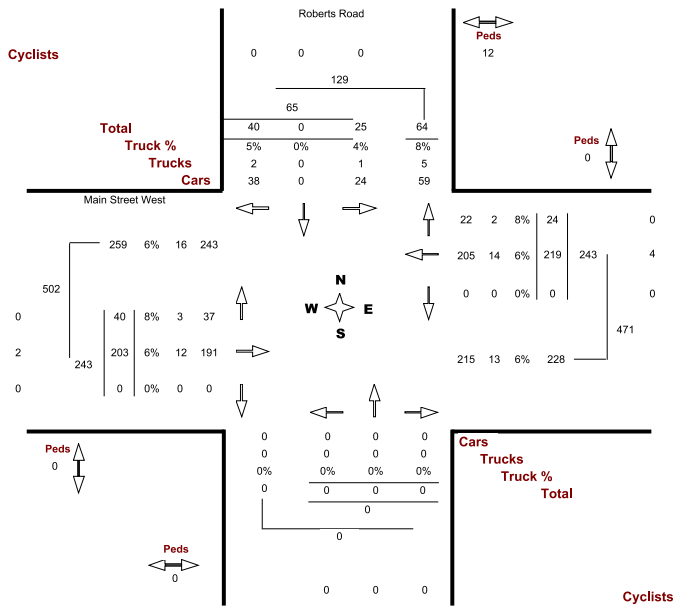 Roberts Road
Peds
Cyclists 0 0 0 12
129
65
Total 40 0 25 64
Truck % 5% 0% 4% 8% Peds
Trucks 2 0 1 5 0
Cars 38 0 24 59
Main Street West
22 2 8% 24 0
259 6% 16 243 205 14 6% 219 243 4
N
502 0 0 0% 0 0
W E
0 40 8% 3 37 S
471
2 203 6% 12 191 215 13 6% 228
243
0 0 0% 0 0
0 0 0 0 Cars
Peds 0 0 0 0 Trucks
0 0% 0% 0% 0% Truck %
0 0 0 0 Total
0
0
Peds
0
0 0 0 Cyclists